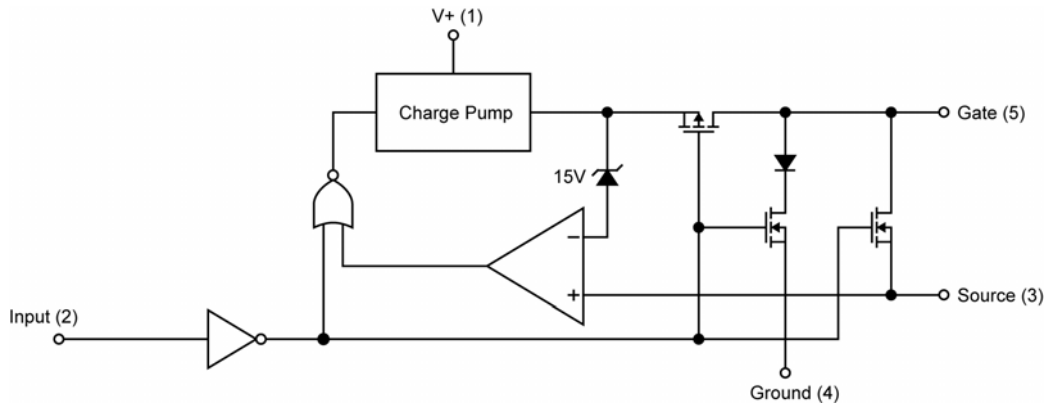 V+ (1)
Charge Pump
Gate (5)
15V
−
+
Source (3)
Input (2)
Ground (4)